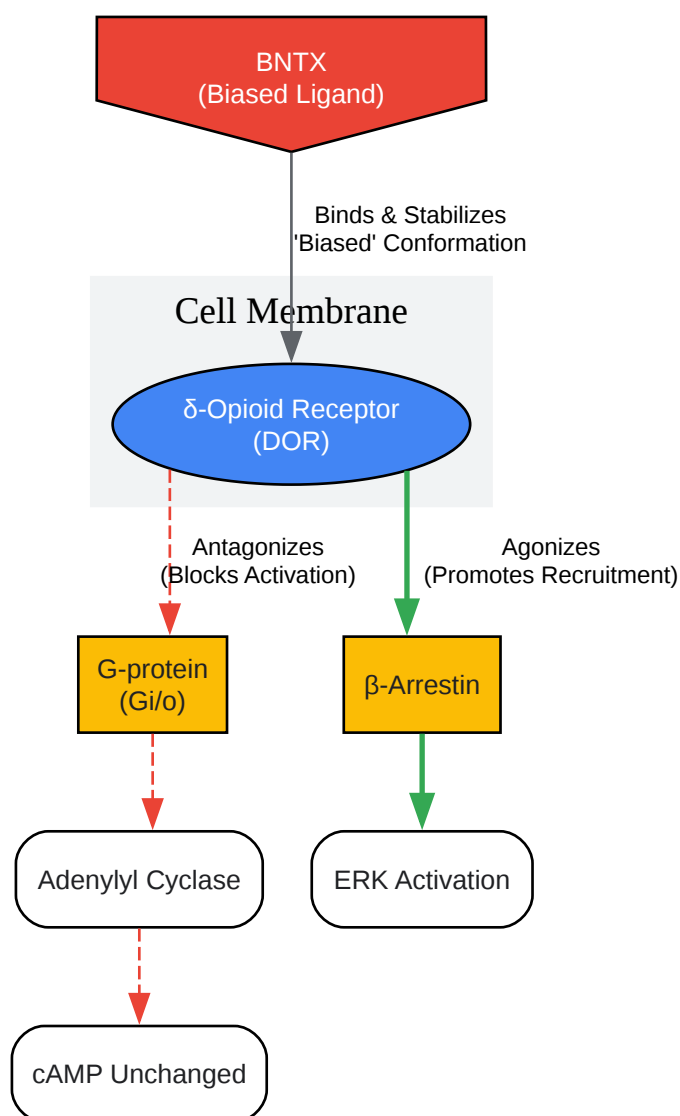 BNTX
(Biased Ligand)
Binds & Stabilizes
'Biased' Conformation
Cell Membrane
δ-Opioid Receptor
(DOR)
Antagonizes
(Blocks Activation)
Agonizes
(Promotes Recruitment)
G-protein
(Gi/o)
β-Arrestin
Adenylyl Cyclase
ERK Activation
cAMP Unchanged